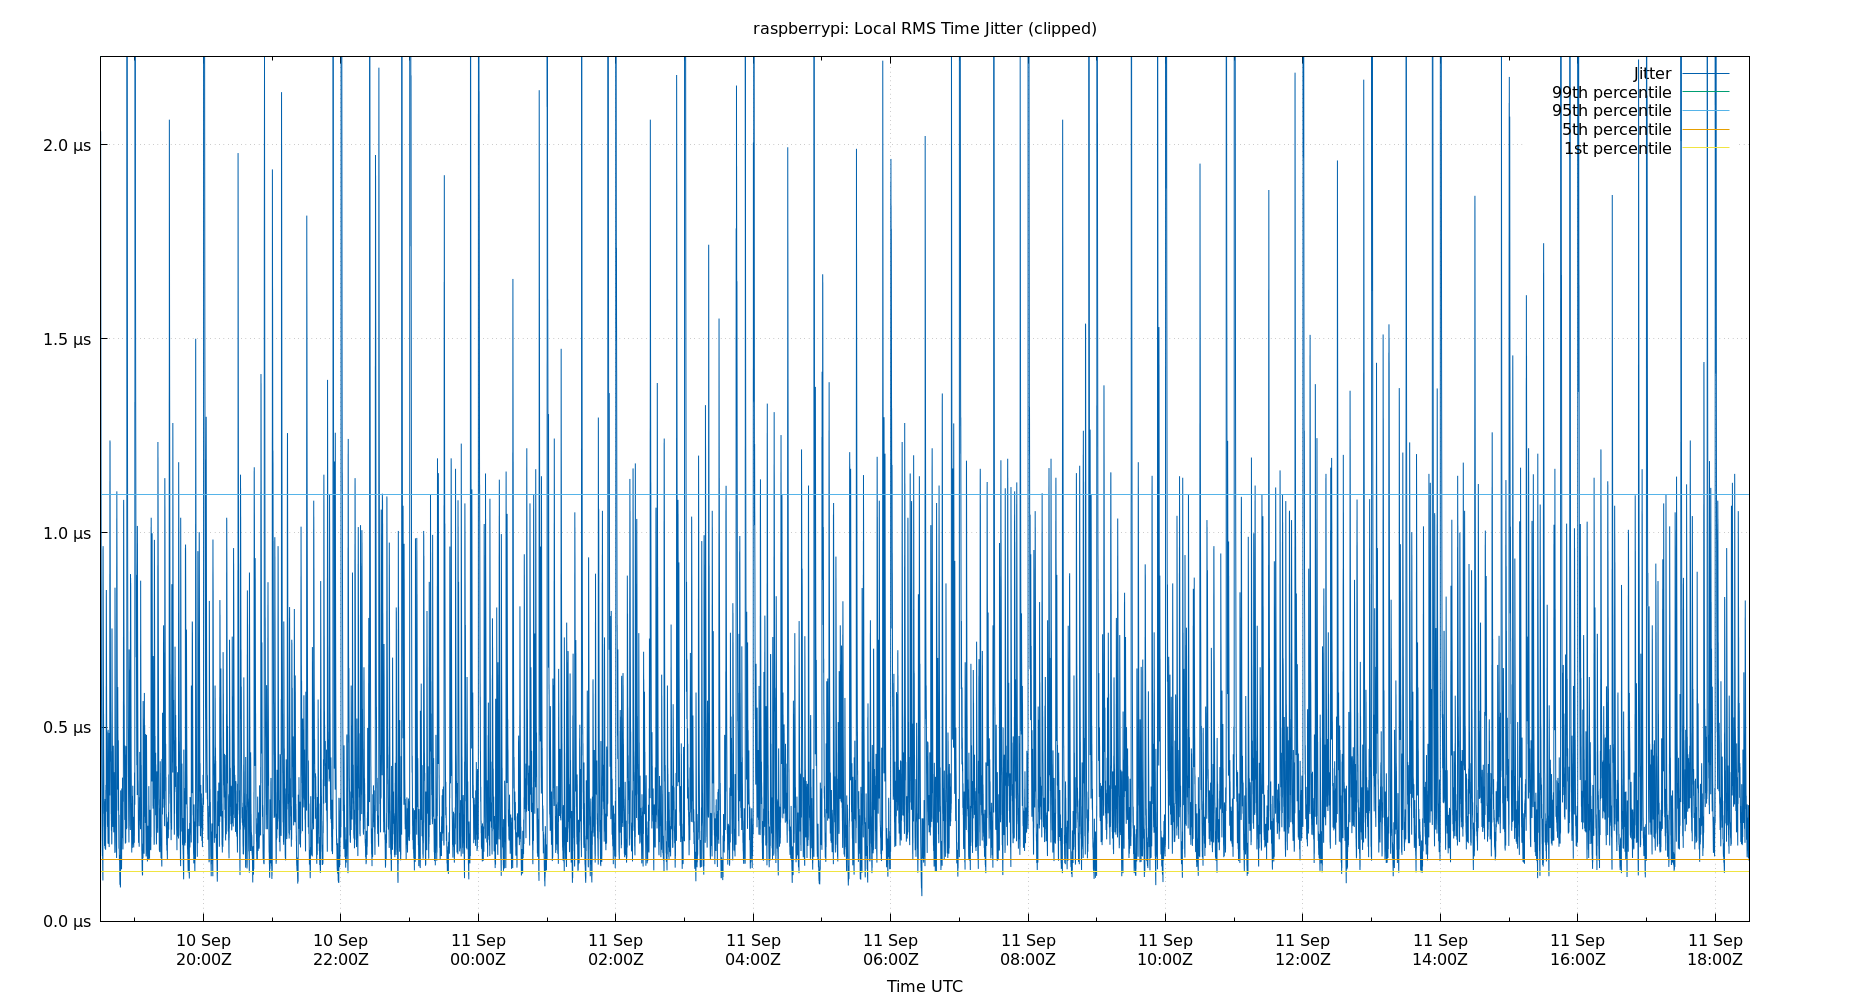 raspberrypi: Local RMS Time Jitter (clipped)
Jitter
99th percentile
95th percentile
5th percentile
1st percentile
2.0 μs
1.5 μs
1.0 μs
0.5 μs
0.0 μs
10 Sep 10 Sep 11 Sep 11 Sep 11 Sep 11 Sep 11 Sep 11 Sep 11 Sep 11 Sep 11 Sep 11 Sep
20:00Z 22:00Z 00:00Z 02:00Z 04:00Z 06:00Z 08:00Z 10:00Z 12:00Z 14:00Z 16:00Z 18:00Z
Time UTC